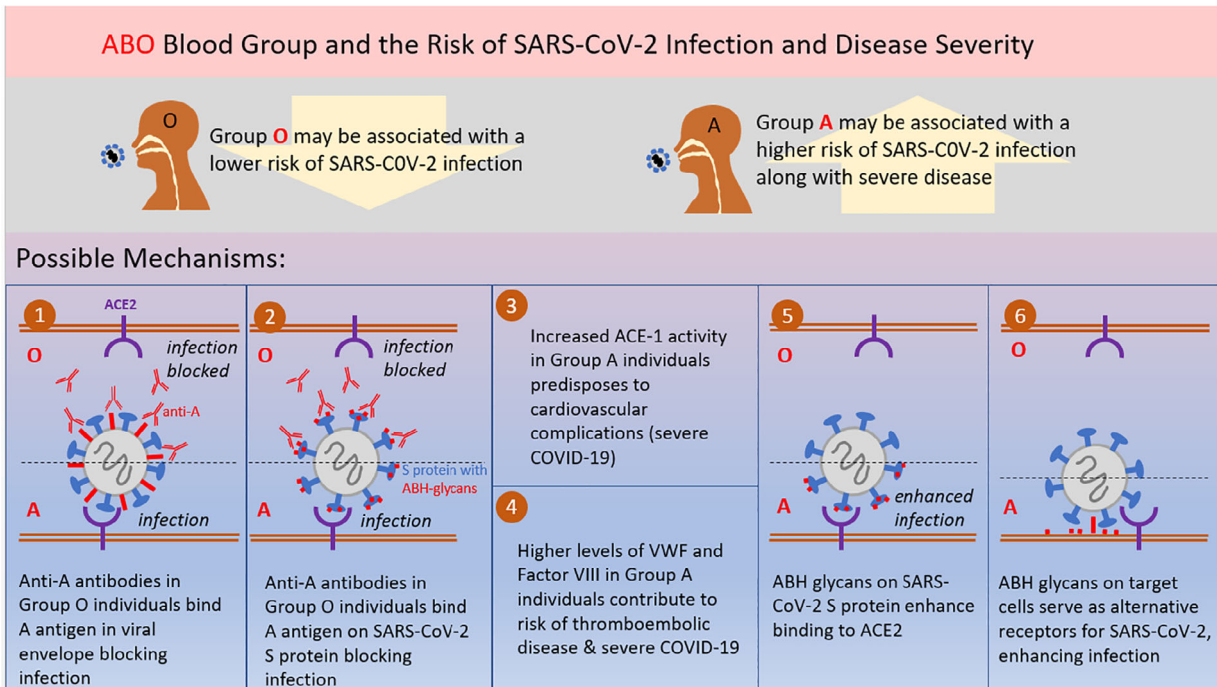 ABO Blood Group and the Risk of SARS-CoV-2 Infection and Disease Severity
O
Group O may be associated with a
lower risk of SARS-C0V-2 infection
A
Group A may be associated with a
higher risk of SARS-C0V-2 infection
along with severe disease
Possible Mechanisms:
1
ACE2
O
infection
blocked
anti-A
A
infection
Anti-A antibodies in
Group O individuals bind
A antigen in viral
envelope blocking
infection
2
O
infection
blocked
S protein with
ABH-glycans
A
infection
Anti-A antibodies in
Group O individuals bind
A antigen on SARS-CoV-2
S protein blocking
infection
3
Increased ACE-1 activity
in Group A individuals
predisposes to
cardiovascular
complications (severe
COVID-19)
4
Higher levels of VWF and
Factor VIII in Group A
individuals contribute to
risk of thromboembolic
disease & severe COVID-19
5
O
A
enhanced
infection
ABH glycans on SARS-
CoV-2 S protein enhance
binding to ACE2
6
O
A
ABH glycans on target
cells serve as alternative
receptors for SARS-CoV-2,
enhancing infection